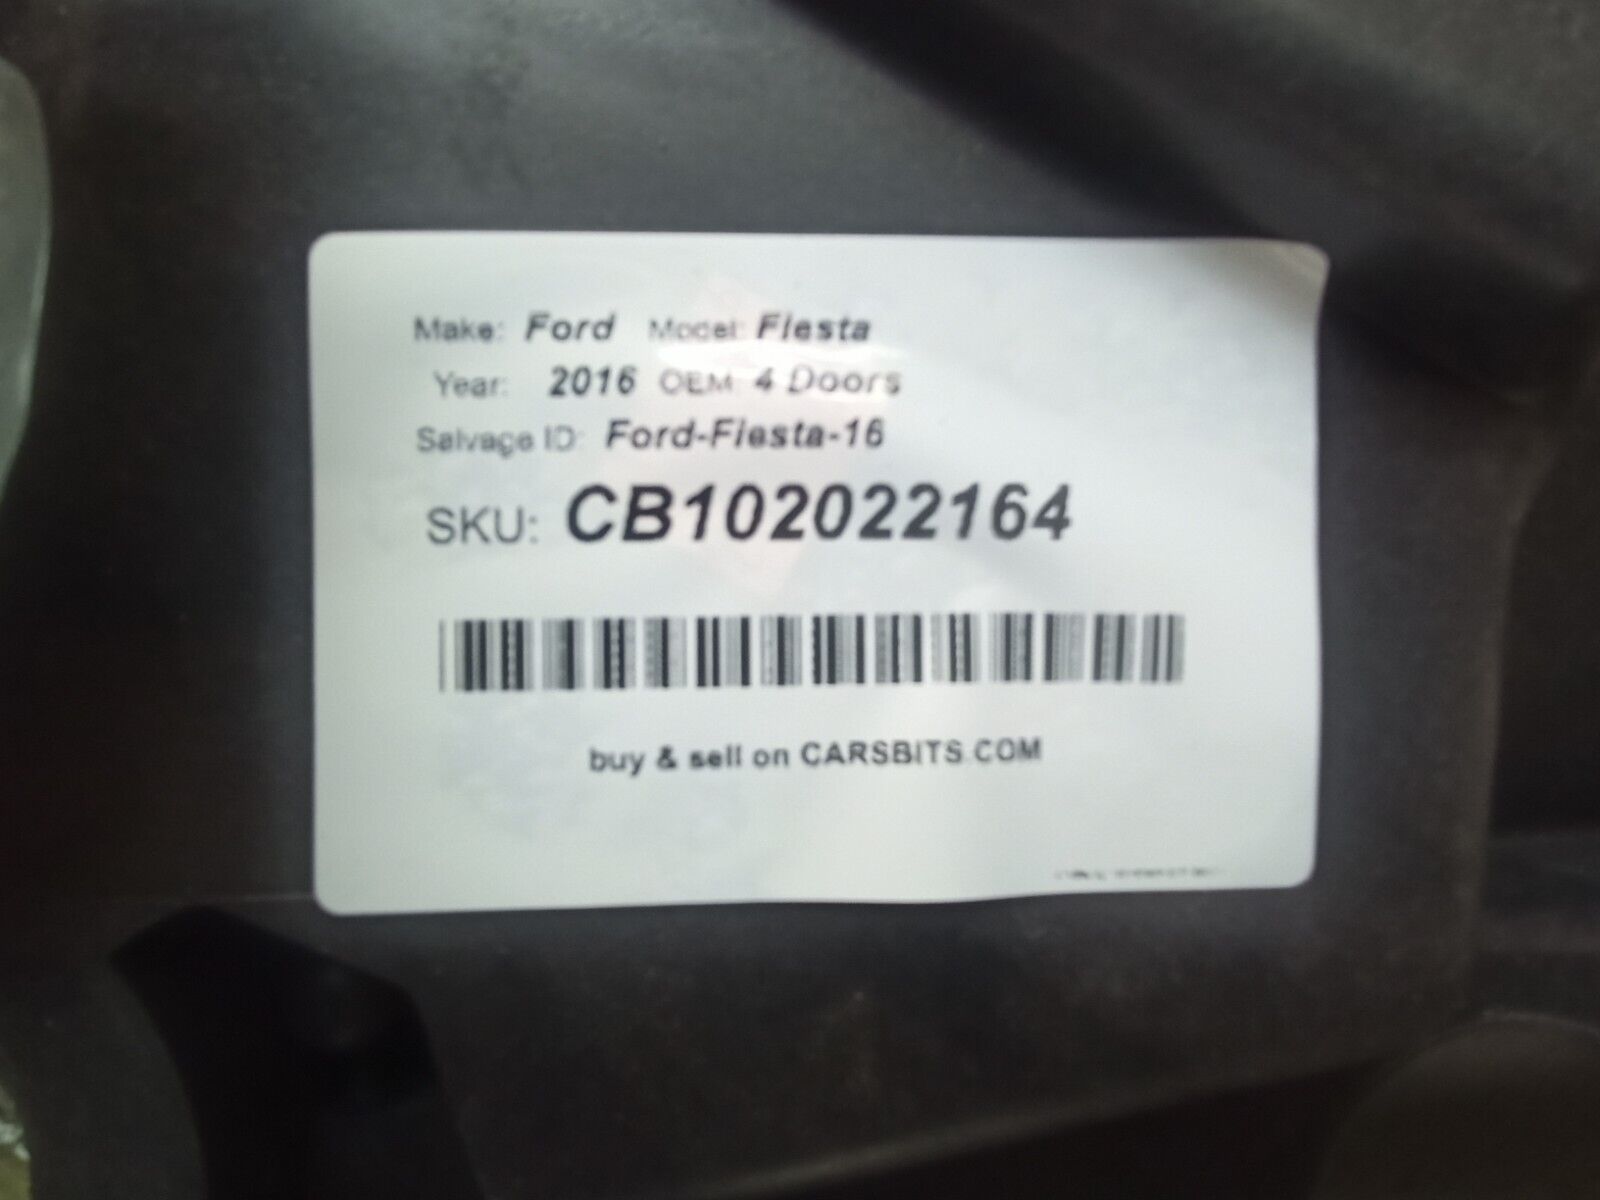 Make: Ford Model: Fiesta
Year: 2016 OEM: 4 Doors
Salvage ID: Ford-Fiesta-16
SKU: CB102022164
buy & sell on CARSBITS.COM